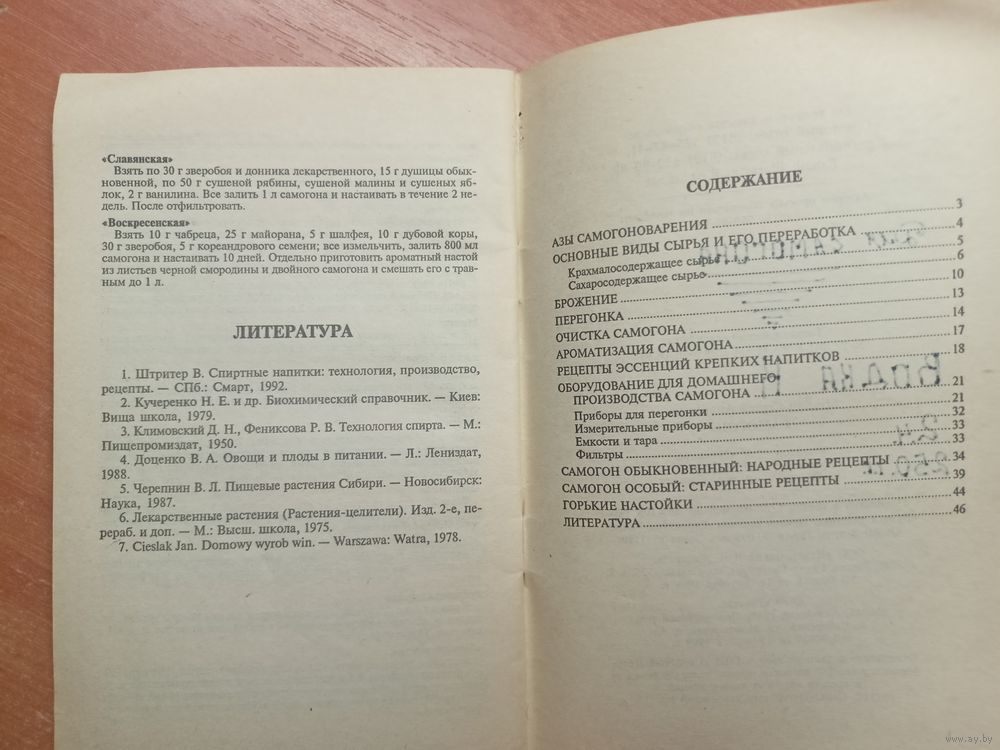 «Славянская»
Взять по 30 г зверобоя и донника лекарственного, 15 г душицы обык-
новенной, по 50 г сушеной рябины, сушеной малины и сушеных яб-
лок, 2 г ванилина. Все залить 1 л самогона и настаивать в течение 2 не-
дель. После отфильтровать.
«Воскресенская»
Взять 10 г чабреца, 25 г майорана, 5 г шалфея, 10 г дубовой коры,
30 г зверобоя, 5 г кореандрового семени; все измельчить, залить 800 мл
самогона и настаивать 10 дней. Отдельно приготовить ароматный настой
из листьев черной смородины и двойного самогона и смешать его с трав-
ным до 1 л.
ЛИТЕРАТУРА
1. Штритер В. Спиртные напитки: технология, производство,
рецепты. — СПб.: Смарт, 1992.
2. Кучеренко Н. Е. и др. Биохимический справочник. — Киев:
Вища школа, 1979.
3. Климовский Д. Н., Фениксова Р. В. Технология спирта. — М.:
Пищепромиздат, 1950.
4. Доценко В. А. Овощи и плоды в питании. — Л.: Лениздат,
1988.
5. Черепнин В. Л. Пищевые растения Сибири. — Новосибирск:
Наука, 1987.
6. Лекарственные растения (Растения-целители). Изд. 2-е, пе-
рераб. и доп. — М.: Высш. школа, 1975.
7. Cieslak Jan. Domowy wyrob win. — Warszawa: Watra, 1978.
СОДЕРЖАНИЕ
АЗЫ САМОГОНОВАРЕНИЯ 3
ОСНОВНЫЕ ВИДЫ СЫРЬЯ И ЕГО ПЕРЕРАБОТКА 4
Крахмалосодержащее сырье 5
Сахаросодержащее сырье 6
БРОЖЕНИЕ 10
ПЕРЕГОНКА 13
ОЧИСТКА САМОГОНА 14
АРОМАТИЗАЦИЯ САМОГОНА 17
РЕЦЕПТЫ ЭССЕНЦИЙ КРЕПКИХ НАПИТКОВ 18
ОБОРУДОВАНИЕ ДЛЯ ДОМАШНЕГО
ПРОИЗВОДСТВА САМОГОНА 21
Приборы для перегонки 21
Измерительные приборы 32
Емкости и тара 33
Фильтры 33
САМОГОН ОБЫКНОВЕННЫЙ: НАРОДНЫЕ РЕЦЕПТЫ 34
САМОГОН ОСОБЫЙ: СТАРИННЫЕ РЕЦЕПТЫ 39
ГОРЬКИЕ НАСТОЙКИ 44
ЛИТЕРАТУРА 46
www.ay.by